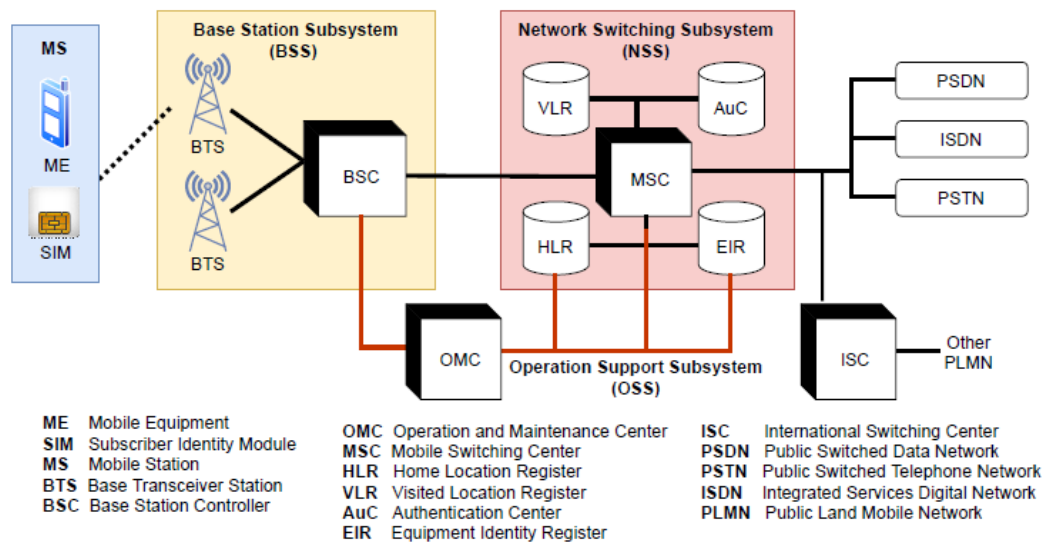 MS
ME
SIM
Base Station Subsystem
(BSS)
BTS
BTS
BSC
Network Switching Subsystem
(NSS)
VLR
AuC
MSC
HLR
EIR
PSDN
ISDN
PSTN
OMC
Operation Support Subsystem
(OSS)
ISC
Other
PLMN
ME Mobile Equipment
SIM Subscriber Identity Module
MS Mobile Station
BTS Base Transceiver Station
BSC Base Station Controller
OMC Operation and Maintenance Center
MSC Mobile Switching Center
HLR Home Location Register
VLR Visited Location Register
AuC Authentication Center
EIR Equipment Identity Register
ISC International Switching Center
PSDN Public Switched Data Network
PSTN Public Switched Telephone Network
ISDN Integrated Services Digital Network
PLMN Public Land Mobile Network